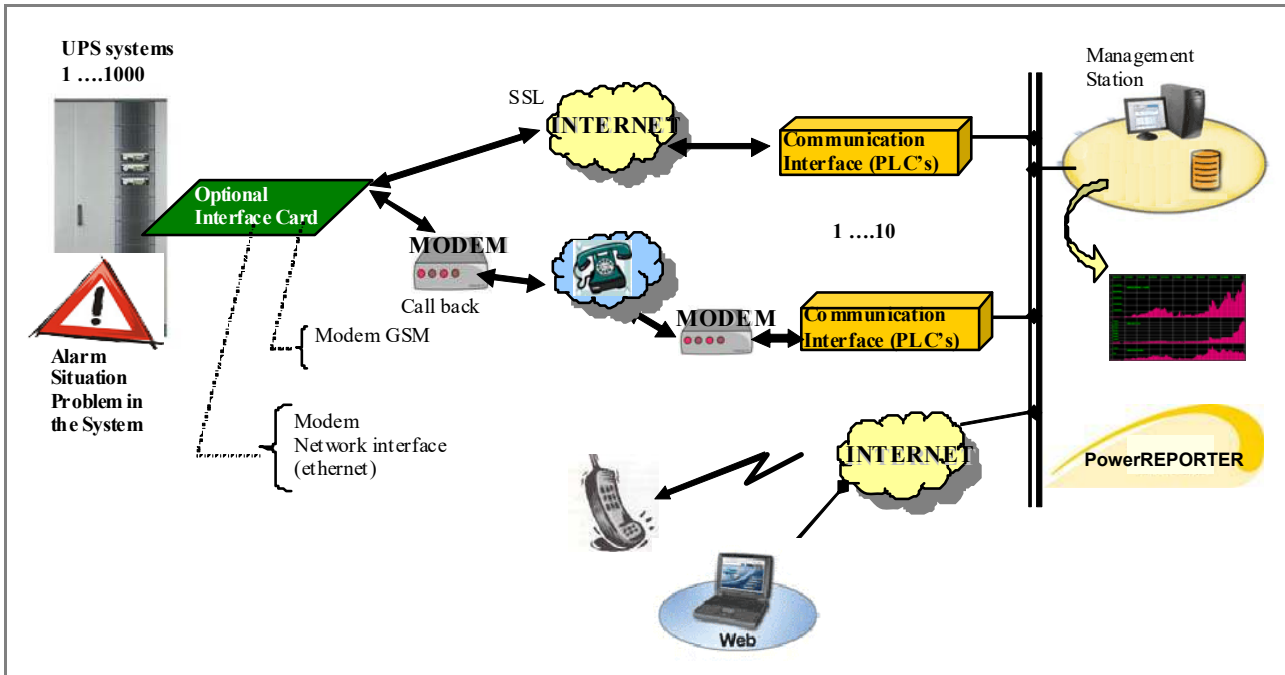 UPS systems
1 ….1000
Optional
Interface Card
Alarm
Situation
Problem in
the System
SSL
INTERNET
MODEM
Call back
Modem GSM
Modem
Network interface
(ethernet)
Communication
Interface (PLC’s)
1 ….10
MODEM
Communication
Interface (PLC’s)
INTERNET
Web
Management
Station
PowerREPORTER